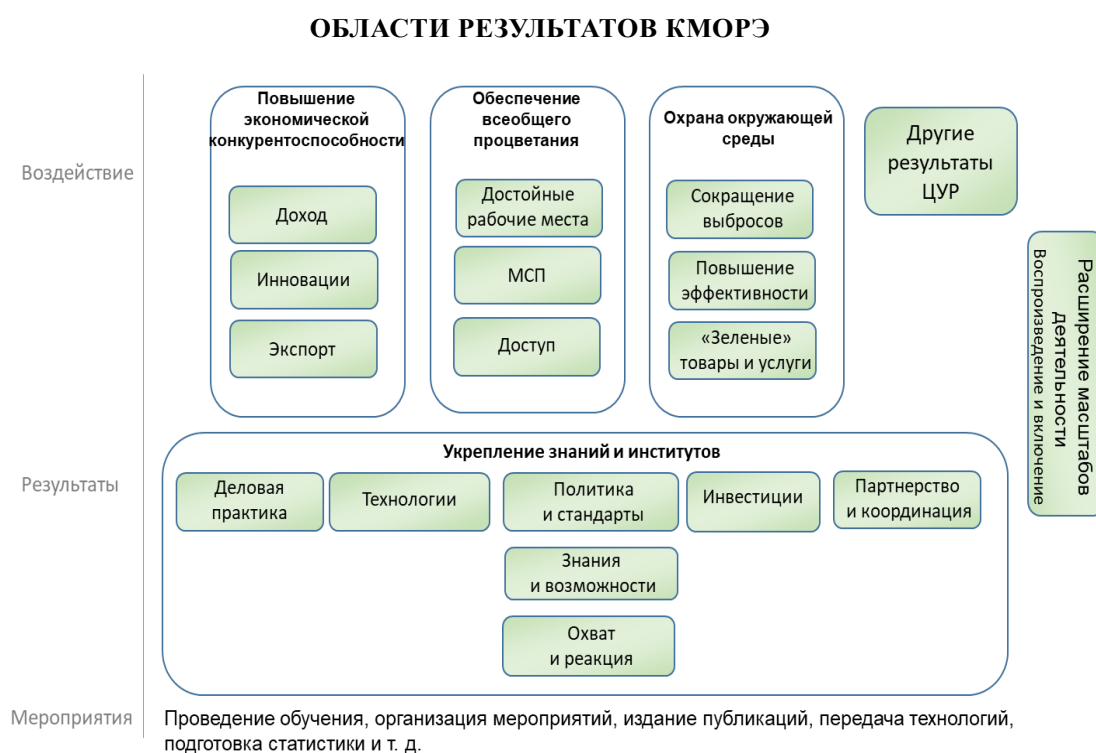 ОБЛАСТИ РЕЗУЛЬТАТОВ КМОРЭ
Воздействие
Повышение
экономической
конкурентоспособности
Доход
Инновации
Экспорт
Обеспечение
всеобщего
процветания
Достойные
рабочие места
МСП
Доступ
Охрана окружающей
среды
Сокращение
выбросов
Повышение
эффективности
«Зеленые»
товары и услуги
Другие
результаты
ЦУР
Расширение масштабов
деятельности
Воспроизведение и включение
Результаты
Укрепление знаний и институтов
Деловая
практика
Технологии
Политика
и стандарты
Инвестиции
Партнерство
и координация
Знания
и возможности
Охват
и реакция
Мероприятия
Проведение обучения, организация мероприятий, издание публикаций, передача технологий,
подготовка статистики и т. д.